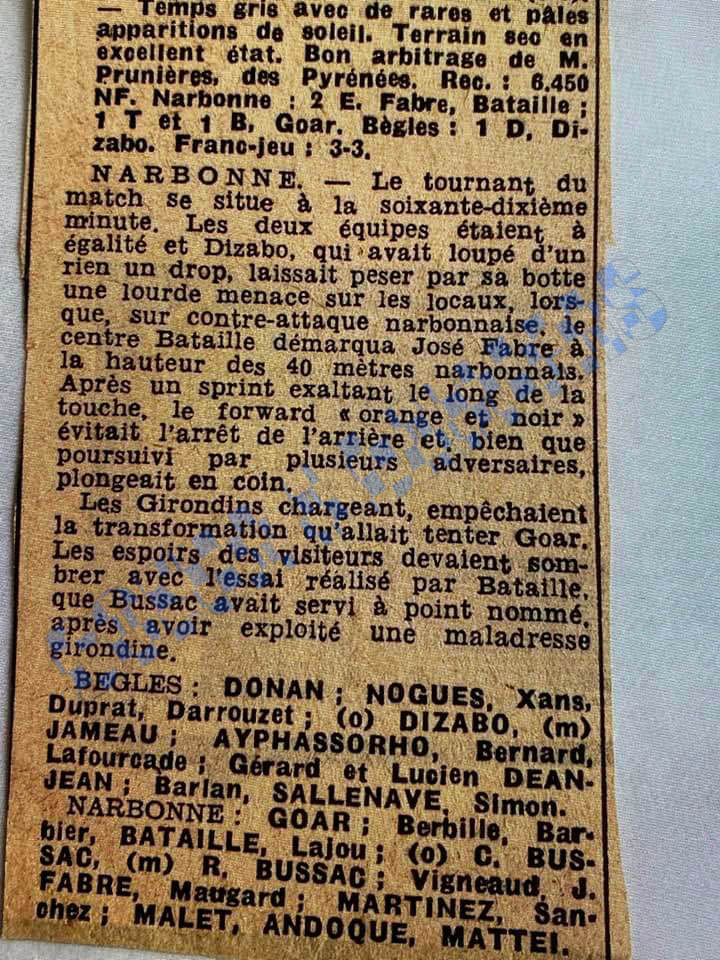 — Temps gris avec de rares et pâles
apparitions de soleil. Terrain sec en
excellent état. Bon arbitrage de M.
Prunières, des Pyrénées. Rec. : 6.450
NF. Narbonne : 2 E. Fabre, Bataille ;
1 T et 1 B, Goar. Bègles : 1 D, Di-
zabo. Franc-jeu : 3-3.
NARBONNE. — Le tournant du
match se situe à la soixante-dixième
minute. Les deux équipes étaient à
égalité et Dizabo, qui avait loupé d'un
rien un drop, laissait peser par sa botte
une lourde menace sur les locaux, lors-
que, sur contre-attaque narbonnaise, le
centre Bataille démarqua José Fabre à
la hauteur des 40 mètres narbonnais.
Après un sprint exaltant le long de la
touche, le forward « orange et noir »
évitait l'arrêt de l'arrière et, bien que
poursuivi par plusieurs adversaires,
plongeait en coin.
Les Girondins chargeant, empêchaient
la transformation qu'allait tenter Goar.
Les espoirs des visiteurs devaient som-
brer avec l'essai réalisé par Bataille,
que Bussac avait servi à point nommé,
après avoir exploité une maladresse
girondine.
BEGLES : DONAN ; NOGUES, Xans,
Duprat, Darrouzet ; (o) DIZABO, (m)
JAMEAU ; AYPHASSORHO, Bernard,
Lafourcade ; Gérard et Lucien DEAN-
JEAN ; Barlan, SALLENAVE, Simon.
NARBONNE : GOAR ; Berbille, Bar-
bier, BATAILLE, Lajou ; (o) C. BUS-
SAC, (m) R. BUSSAC ; Vigneaud, J.
FABRE, Maugard ; MARTINEZ, San-
chez ; MALET, ANDOQUE, MATTEI.